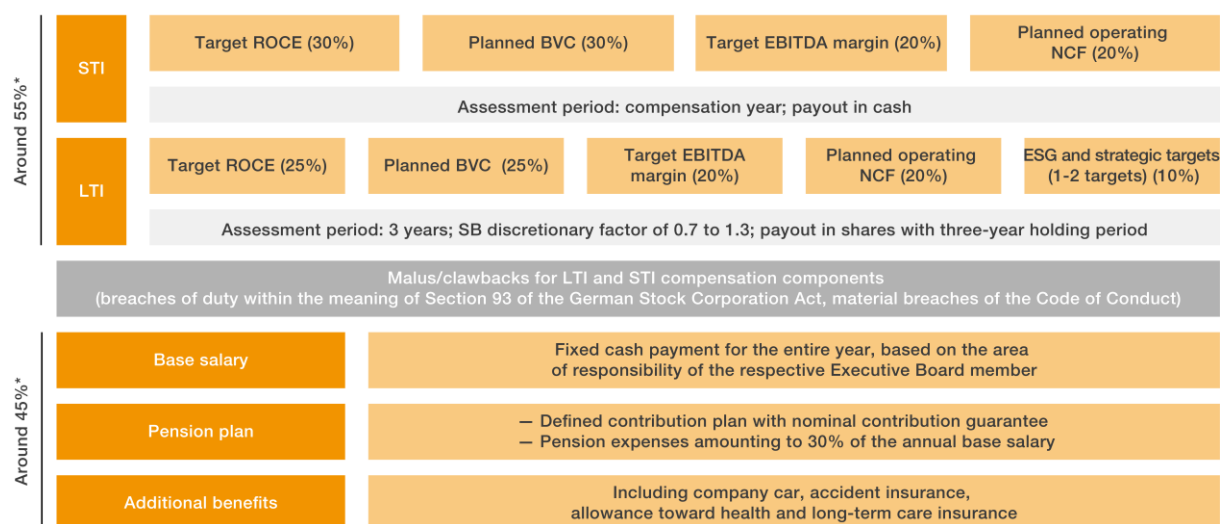 Around 55%*
STI
Target ROCE (30%)
Planned BVC (30%)
Target EBITDA margin (20%)
Planned operating
NCF (20%)
Assessment period: compensation year; payout in cash
LTI
Target ROCE (25%)
Planned BVC (25%)
Target EBITDA
margin (20%)
Planned operating
NCF (20%)
ESG and strategic targets
(1-2 targets) (10%)
Assessment period: 3 years; SB discretionary factor of 0.7 to 1.3; payout in shares with three-year holding period
Malus/clawbacks for LTI and STI compensation components
(breaches of duty within the meaning of Section 93 of the German Stock Corporation Act, material breaches of the Code of Conduct)
Around 45%*
Base salary
Fixed cash payment for the entire year, based on the area
of responsibility of the respective Executive Board member
Pension plan
— Defined contribution plan with nominal contribution guarantee
— Pension expenses amounting to 30% of the annual base salary
Additional benefits
Including company car, accident insurance,
allowance toward health and long-term care insurance